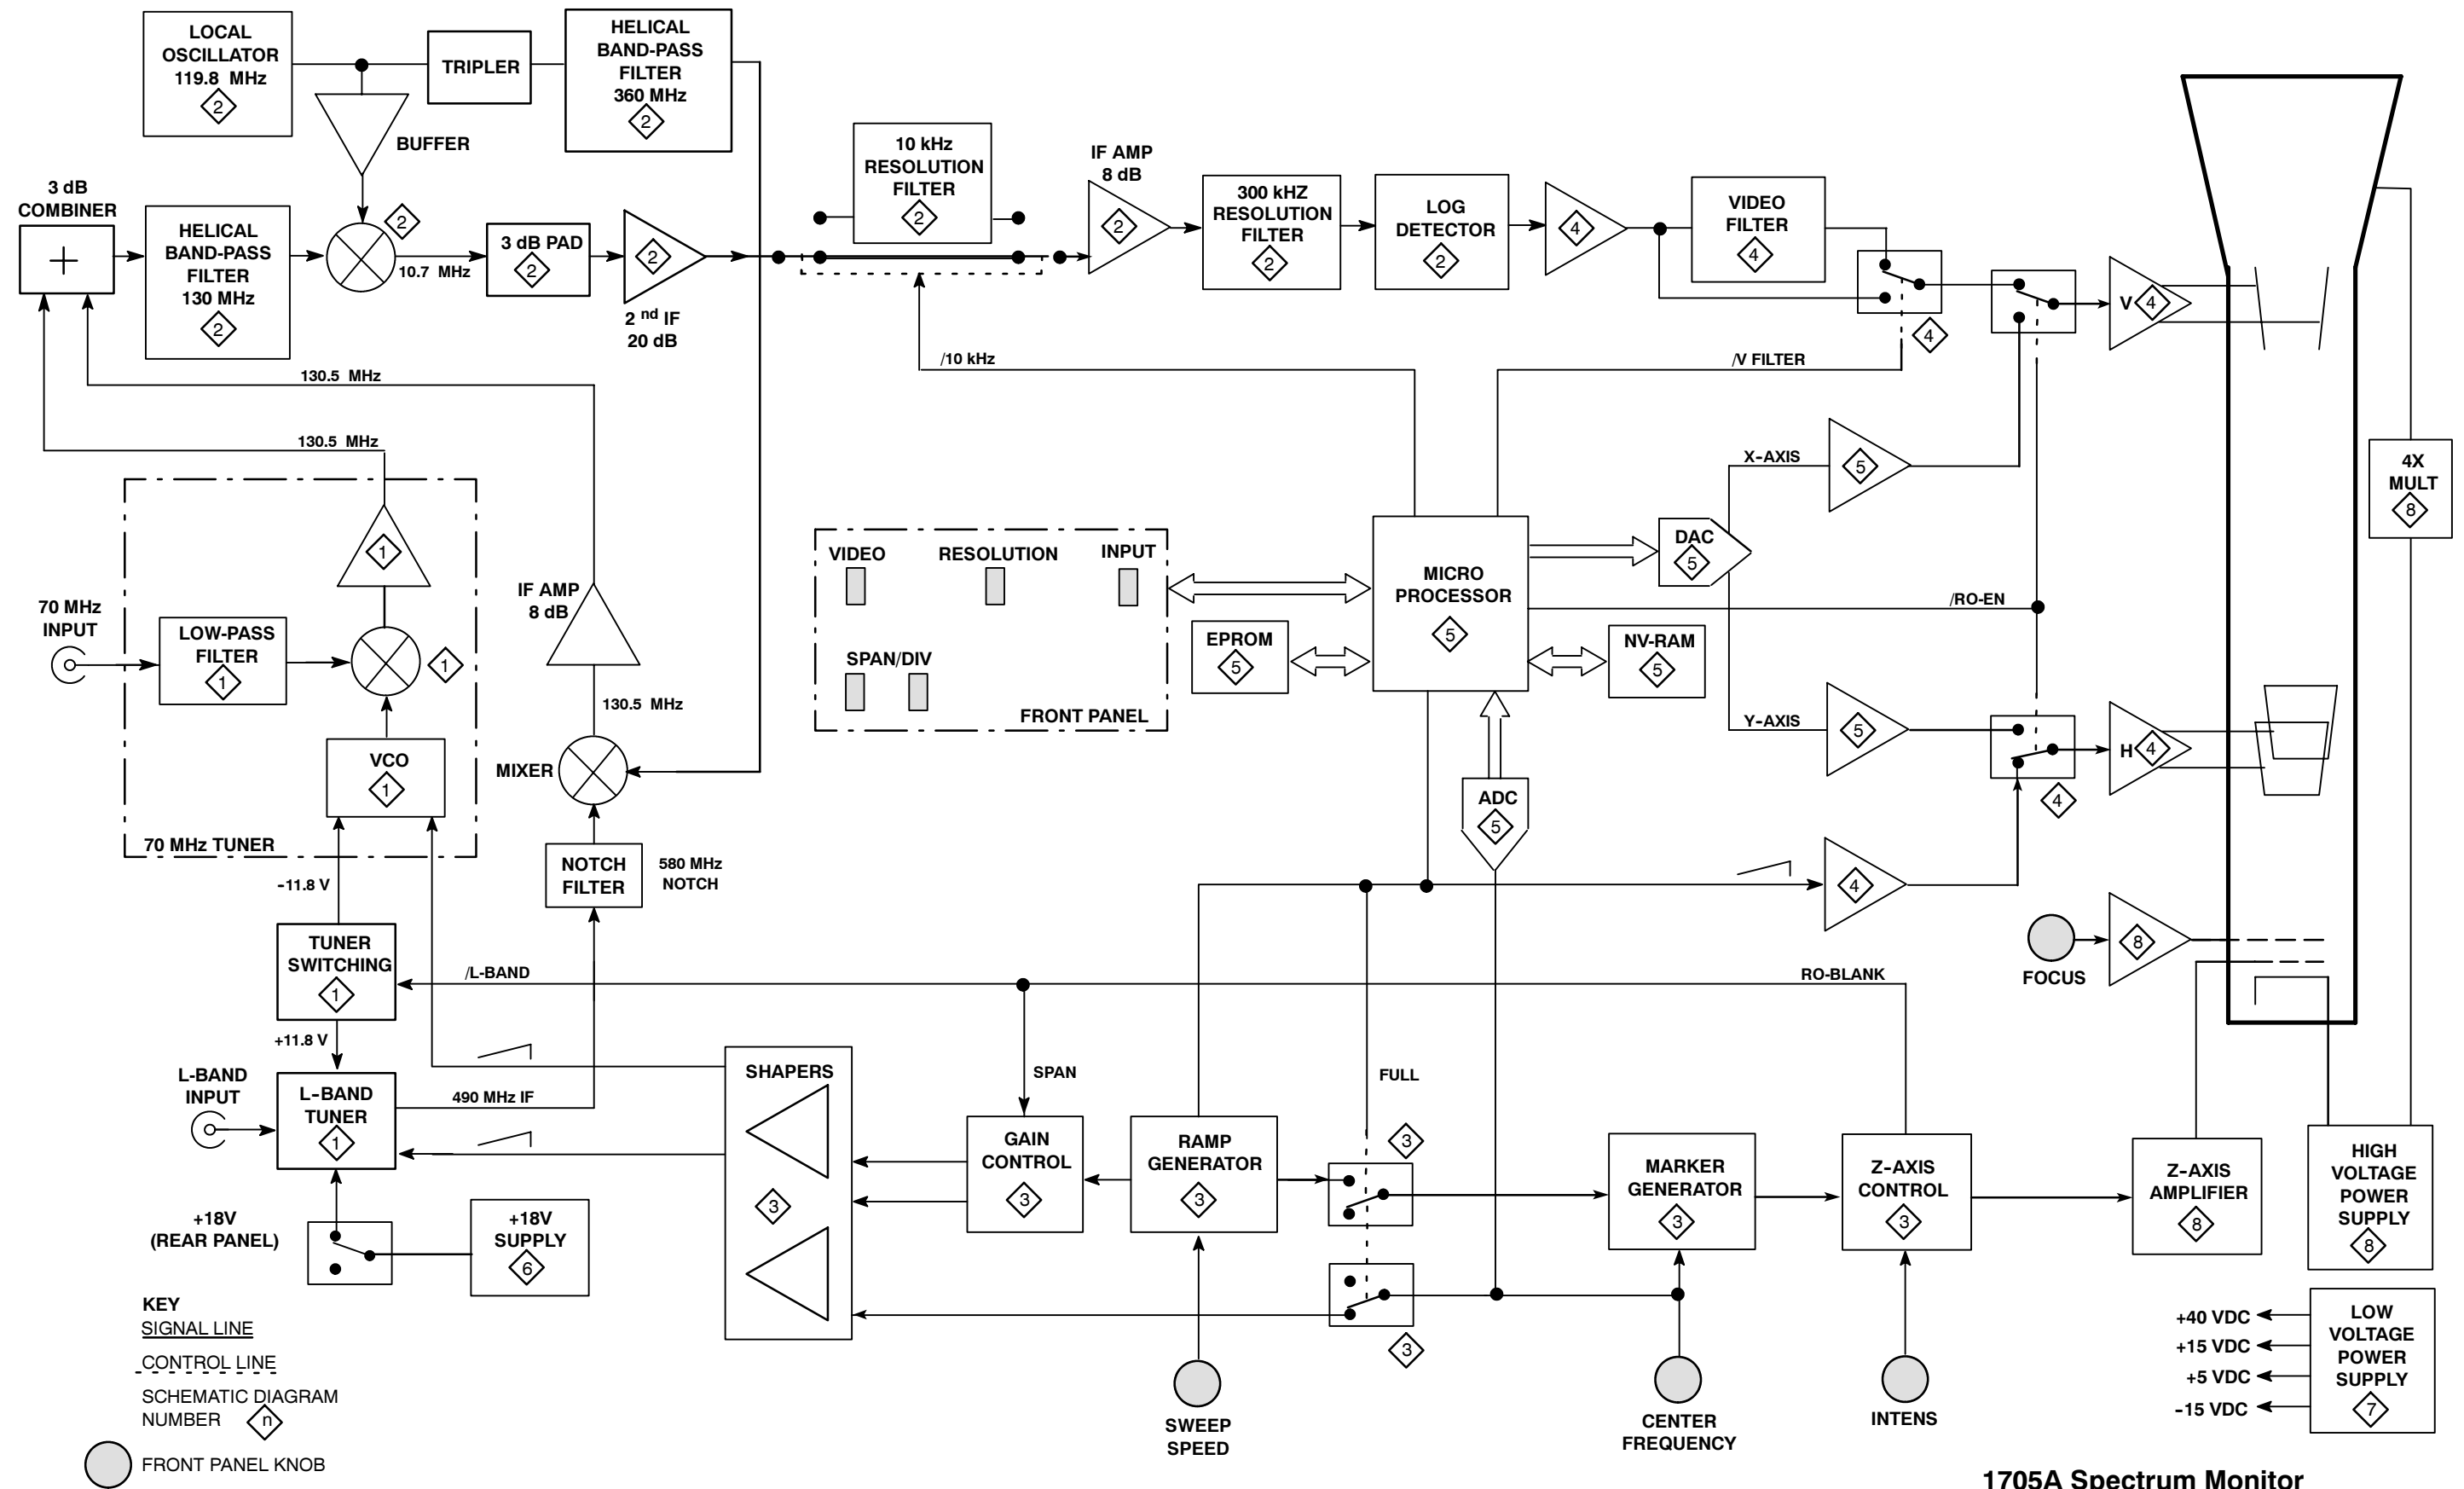 LOCAL
OSCILLATOR
119.8 MHz
2
TRIPLER
HELICAL
BAND-PASS
FILTER
360 MHz
2
BUFFER
3 dB
COMBINER
+
HELICAL
BAND-PASS
FILTER
130 MHz
2
2
10.7 MHz
3 dB PAD
2
2
2 nd IF
20 dB
10 kHz
RESOLUTION
FILTER
2
IF AMP
8 dB
2
300 kHZ
RESOLUTION
FILTER
2
LOG
DETECTOR
2
4
VIDEO
FILTER
4
4
V 4
/10 kHz
/V FILTER
130.5 MHz
130.5 MHz
1
70 MHz
INPUT
LOW-PASS
FILTER
1
1
VCO
1
70 MHz TUNER
IF AMP
8 dB
130.5 MHz
MIXER
NOTCH
FILTER
580 MHz
NOTCH
VIDEO
RESOLUTION
INPUT
SPAN/DIV
FRONT PANEL
MICRO
PROCESSOR
5
EPROM
5
NV-RAM
5
DAC
5
X-AXIS
5
/RO-EN
Y-AXIS
5
ADC
5
H 4
4
4
4X
MULT
8
FOCUS
8
-11.8 V
TUNER
SWITCHING
1
+11.8 V
/L-BAND
RO-BLANK
L-BAND
INPUT
L-BAND
TUNER
1
490 MHz IF
+18V
(REAR PANEL)
+18V
SUPPLY
6
SHAPERS
3
SPAN
GAIN
CONTROL
3
RAMP
GENERATOR
3
FULL
3
3
MARKER
GENERATOR
3
Z-AXIS
CONTROL
3
Z-AXIS
AMPLIFIER
8
HIGH
VOLTAGE
POWER
SUPPLY
8
SWEEP
SPEED
CENTER
FREQUENCY
INTENS
+40 VDC
+15 VDC
+5 VDC
-15 VDC
LOW
VOLTAGE
POWER
SUPPLY
7
KEY
SIGNAL LINE
CONTROL LINE
SCHEMATIC DIAGRAM
NUMBER n
FRONT PANEL KNOB
1705A Spectrum Monitor